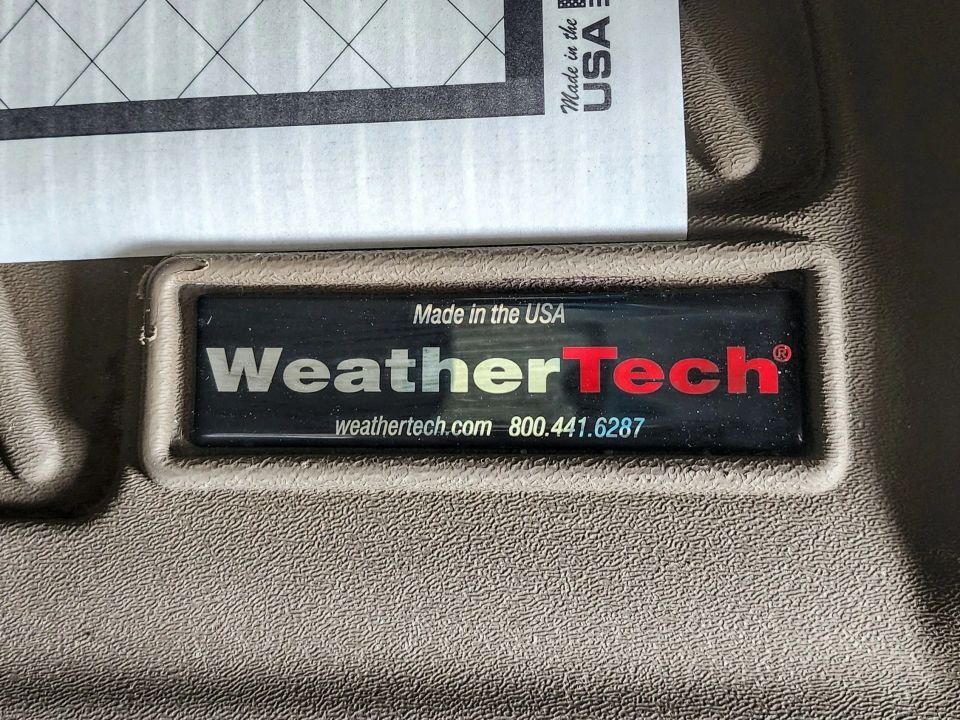 Made in the
USA
Made in the USA
WeatherTech®
weathertech.com 800.441.6287